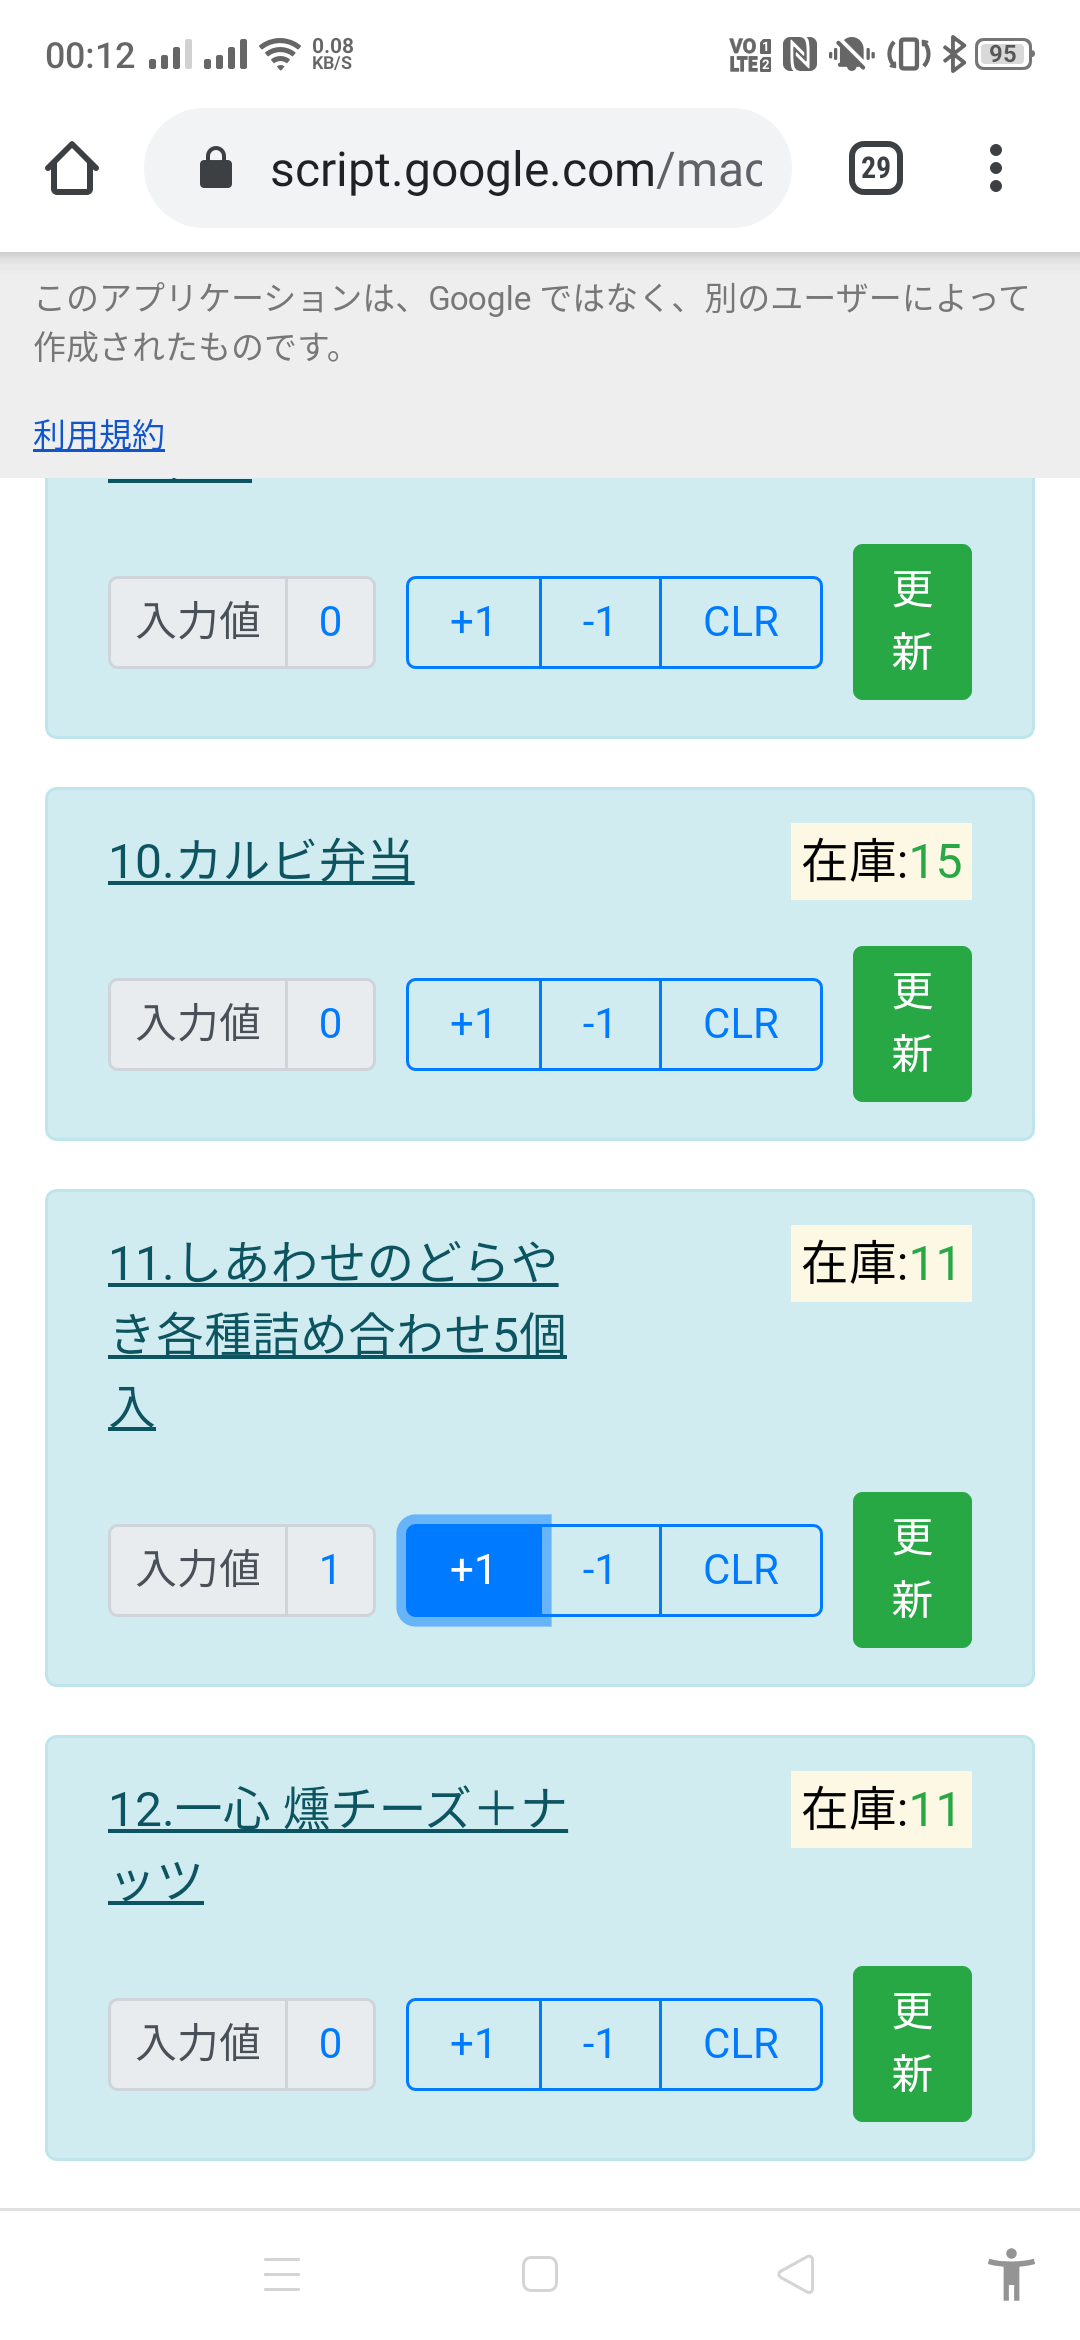 00:12
0.08
KB/S
VO 1
LTE 2
95
script.google.com/mac
29
このアプリケーションは、Google ではなく、別のユーザーによって
作成されたものです。
利用規約
入力値 0 +1 -1 CLR 更
新
10.カルビ弁当 在庫:15
入力値 0 +1 -1 CLR 更
新
11.しあわせのどらや 在庫:11
き各種詰め合わせ5個
入
入力値 1 +1 -1 CLR 更
新
12.一心 燻チーズ＋ナ 在庫:11
ッツ
入力値 0 +1 -1 CLR 更
新